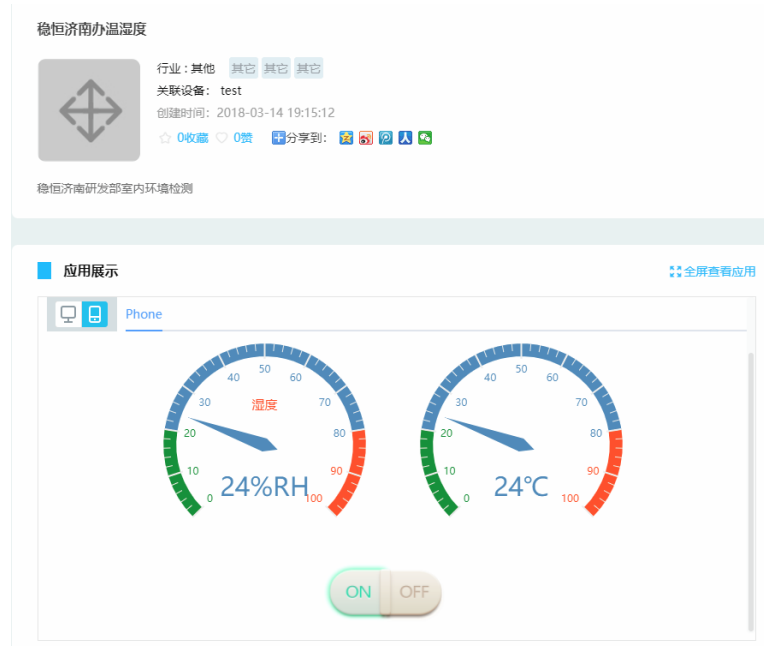 稳恒济南办温湿度
行业：其他 其它 其它 其它
关联设备： test
创建时间：2018-03-14 19:15:12
0收藏 0赞 分享到：
稳恒济南研发部室内环境检测
应用展示
全屏查看应用
Phone
0 10 20 30 40 50 60 70 80 90 100
湿度
24%RH
0 10 20 30 40 50 60 70 80 90 100
24℃
ON OFF